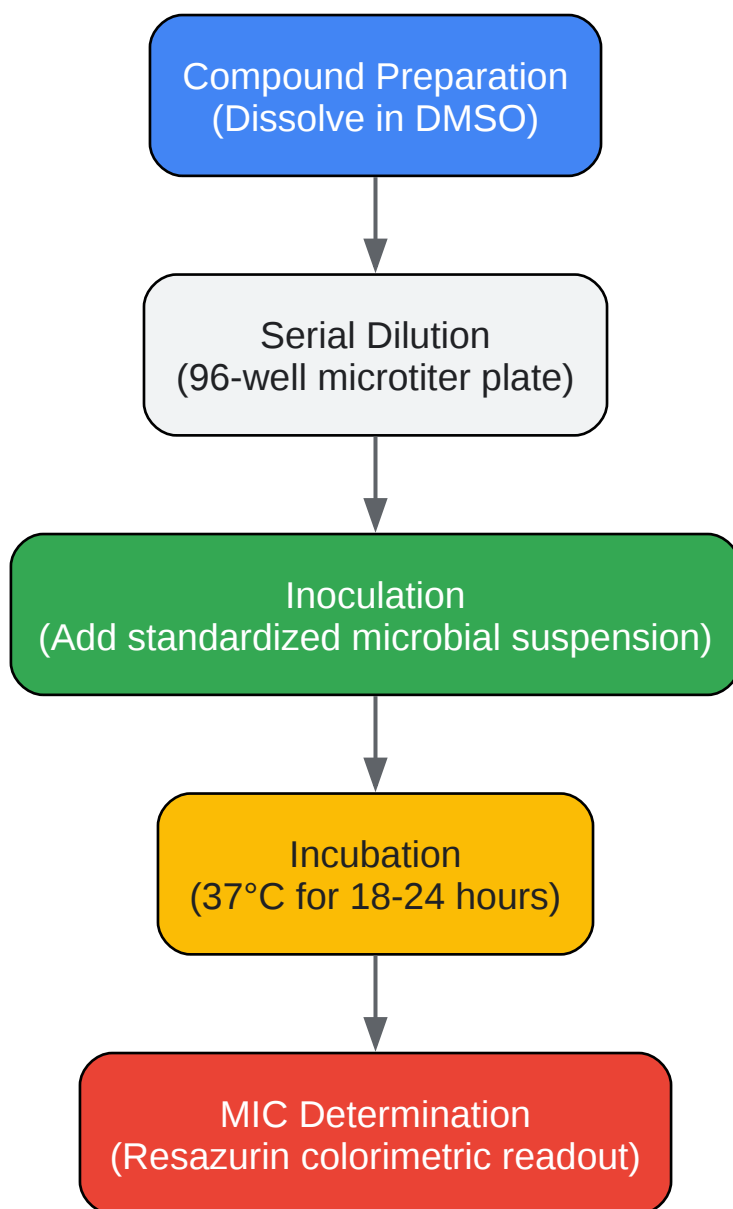 Compound Preparation
(Dissolve in DMSO)
Serial Dilution
(96-well microtiter plate)
Inoculation
(Add standardized microbial suspension)
Incubation
(37°C for 18-24 hours)
MIC Determination
(Resazurin colorimetric readout)